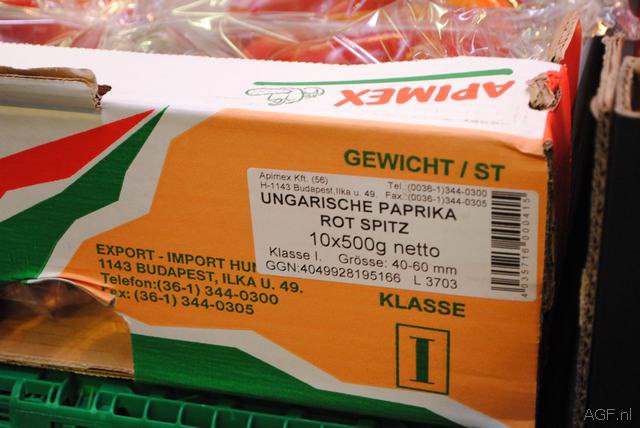 APIMEX
GEWICHT / ST
Apimex Kft. (56)
H-1143 Budapest,Ilka u. 49. Tel.:(0036-1)344-0300
Fax.:(0036-1)344-0305
UNGARISCHE PAPRIKA
ROT SPITZ
10x500g netto
Klasse I. Grösse: 40-60 mm
GGN:4049928195166 L 3703
4035716000415
EXPORT - IMPORT
1143 BUDAPEST, ILKA U. 49.
Telefon:(36-1) 344-0300
Fax: (36-1) 344-0305
KLASSE
I
AGF.nl